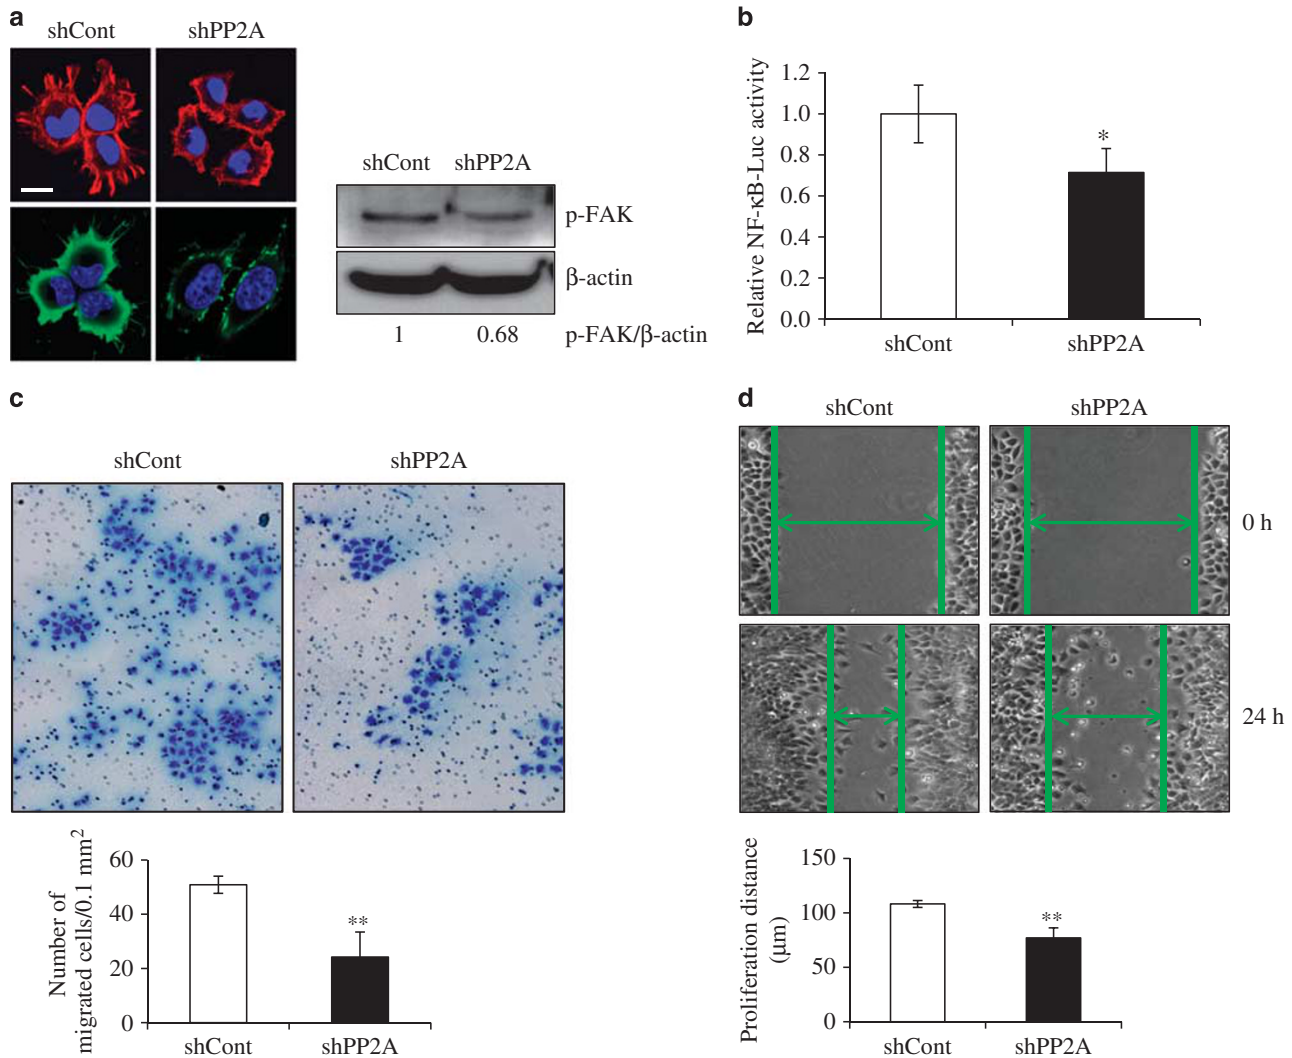 a
shCont shPP2A
shCont shPP2A
p-FAK
β-actin
1 0.68 p-FAK/β-actin
b
Relative NF-κB-Luc activity
1.2
1.0
0.8
0.6
0.4
0.2
0.0
*
shCont shPP2A
c
shCont shPP2A
Number of
migrated cells/0.1 mm²
60
40
20
0
**
shCont shPP2A
d
shCont shPP2A
0 h
24 h
Proliferation distance
(μm)
150
100
50
0
**
shCont shPP2A